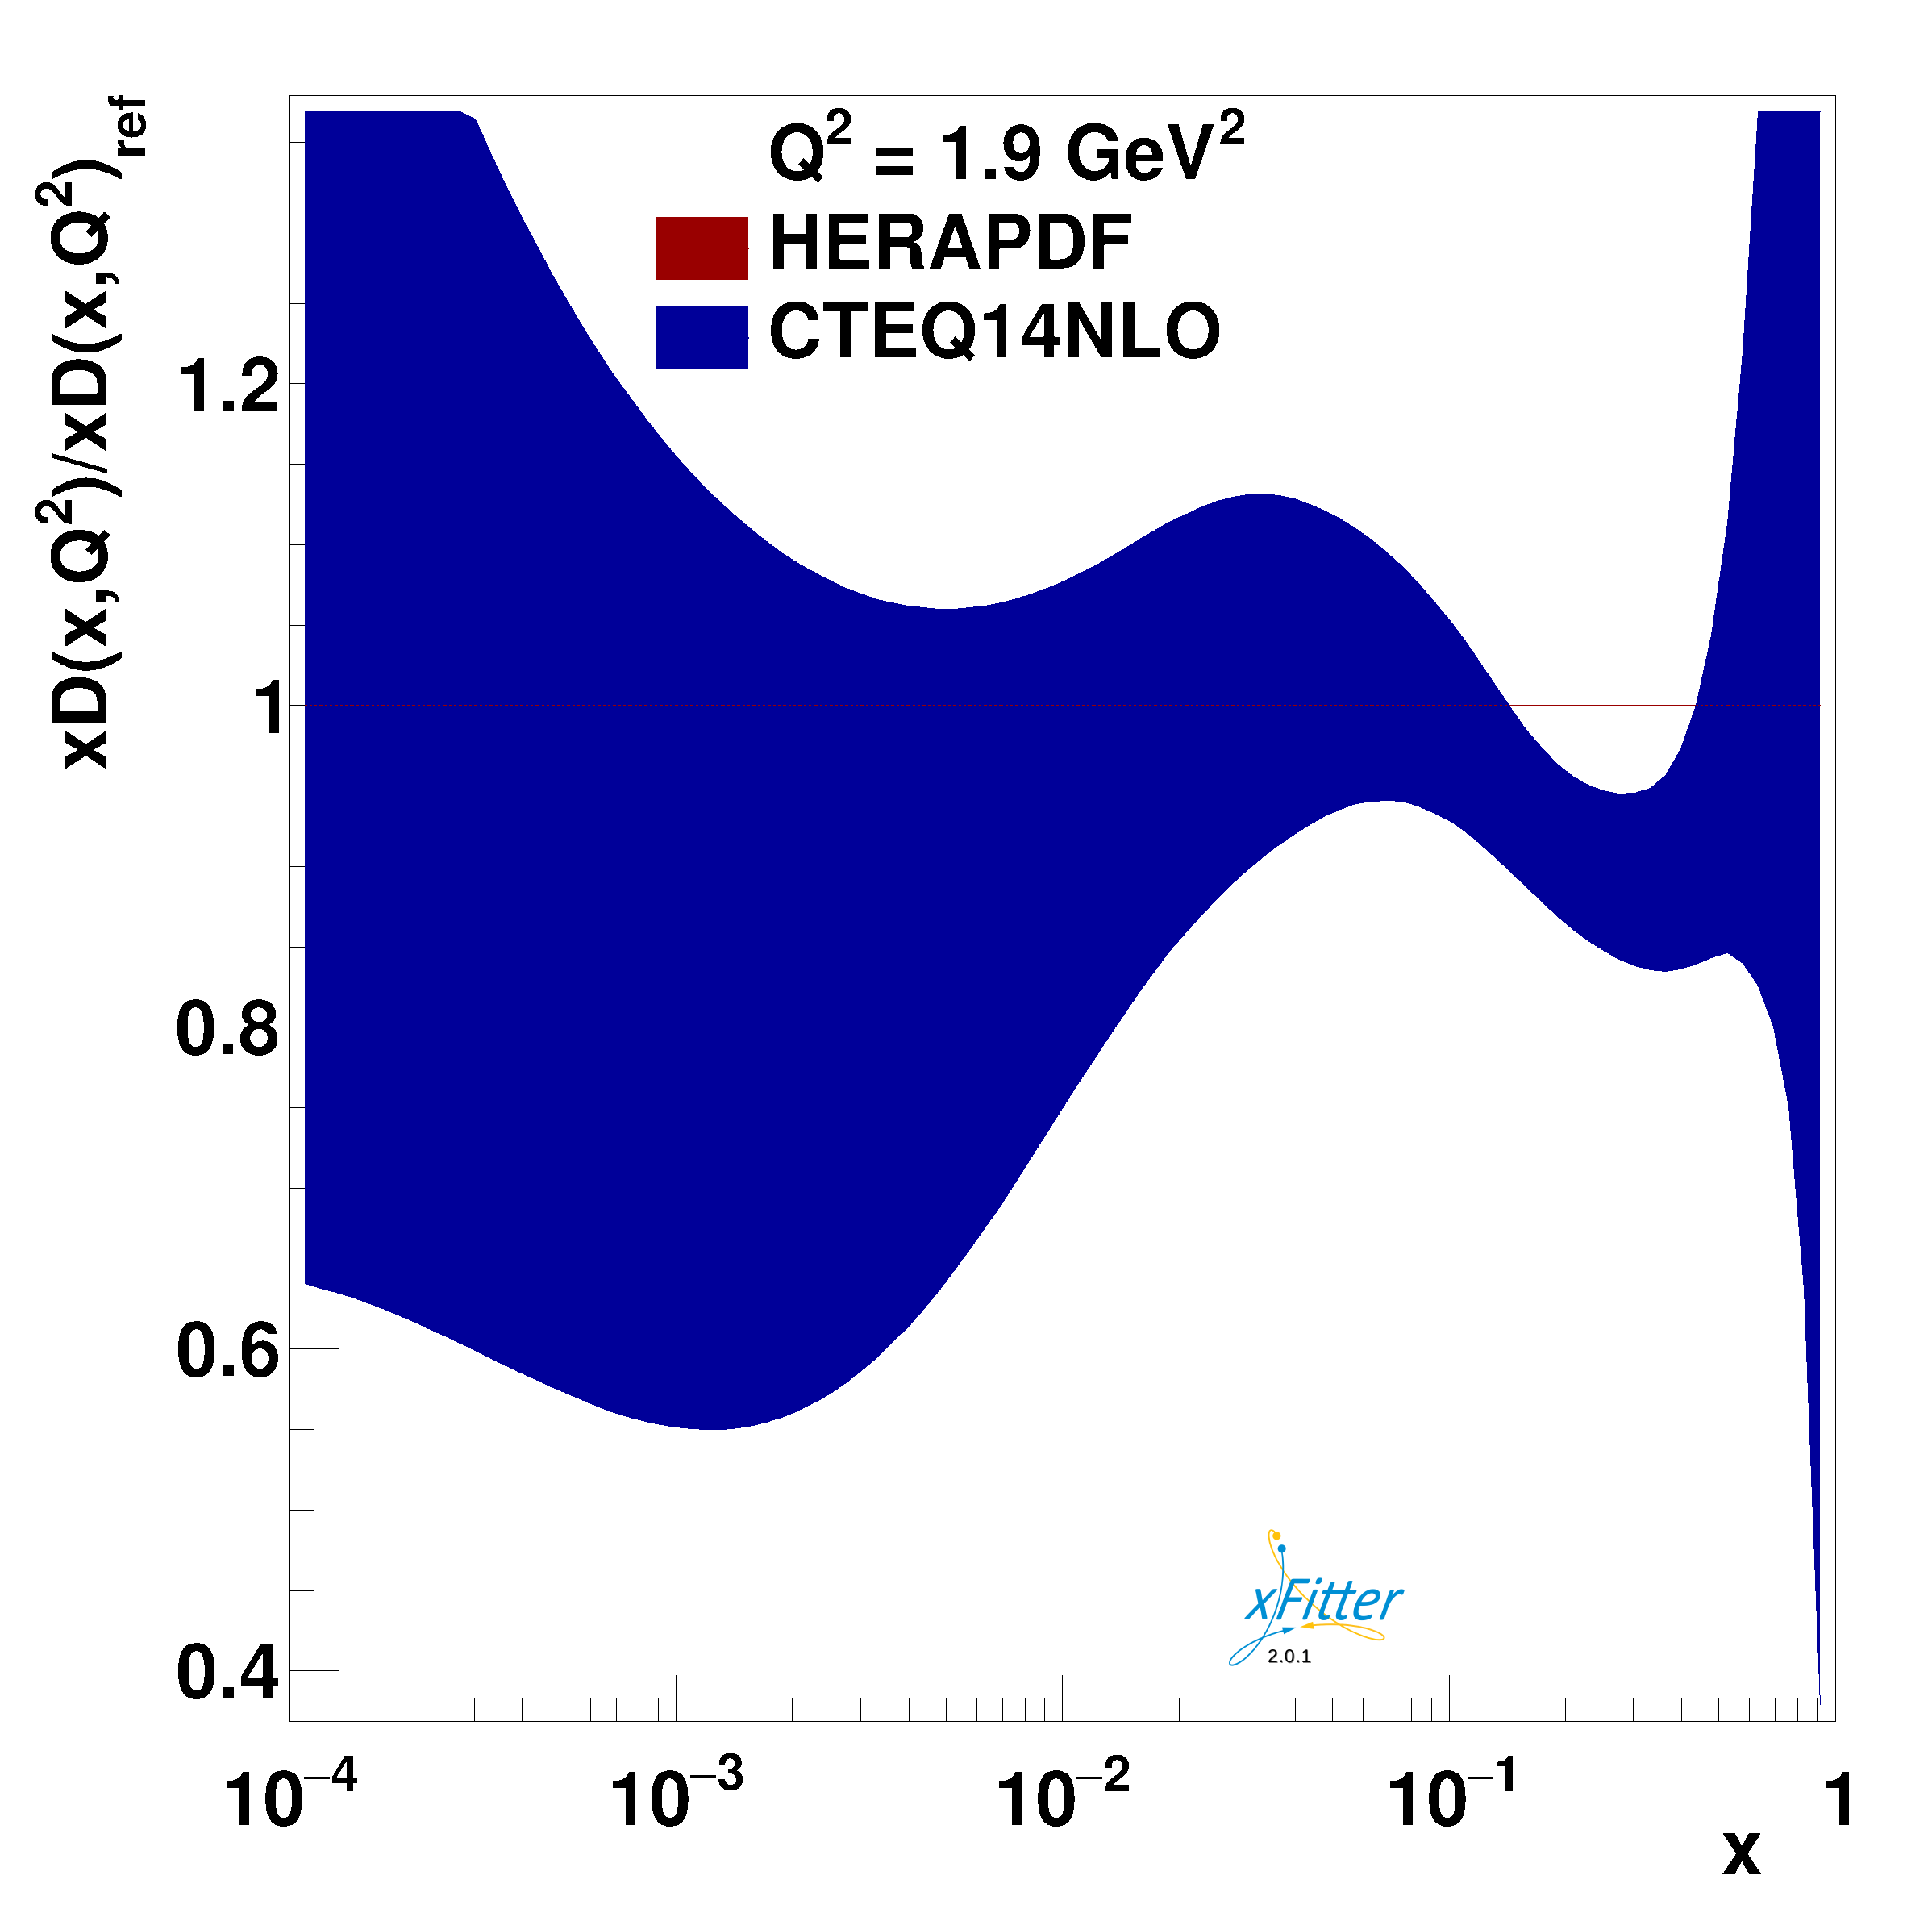 xD(x,Q²)/xD(x,Q²)ref
Q² = 1.9 GeV²
HERAPDF
CTEQ14NLO
1.2
1
0.8
0.6
0.4
xFitter
2.0.1
10⁻⁴ 10⁻³ 10⁻² 10⁻¹ 1
x